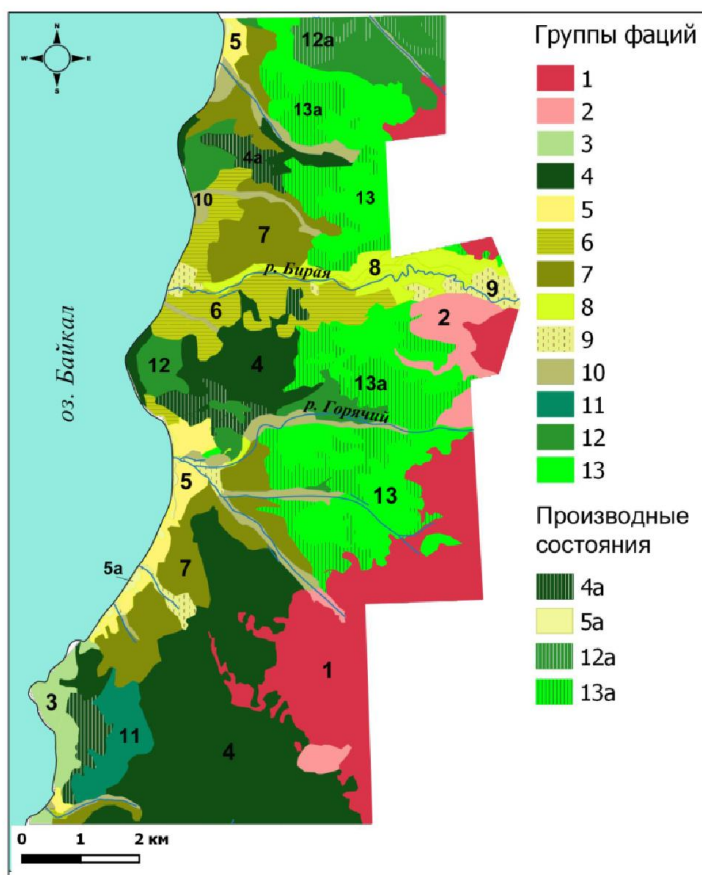 N
W E
S
Группы фаций
1
2
3
4
5
6
7
8
9
10
11
12
13
Производные
состояния
4а
5а
12а
13а
оз. Байкал
5
12а
13а
4а
13
10
7
р. Бирая
8
9
6
2
12
4
13а
р. Горячий
5
13
7
5а
3
11
1
4
0 1 2 км